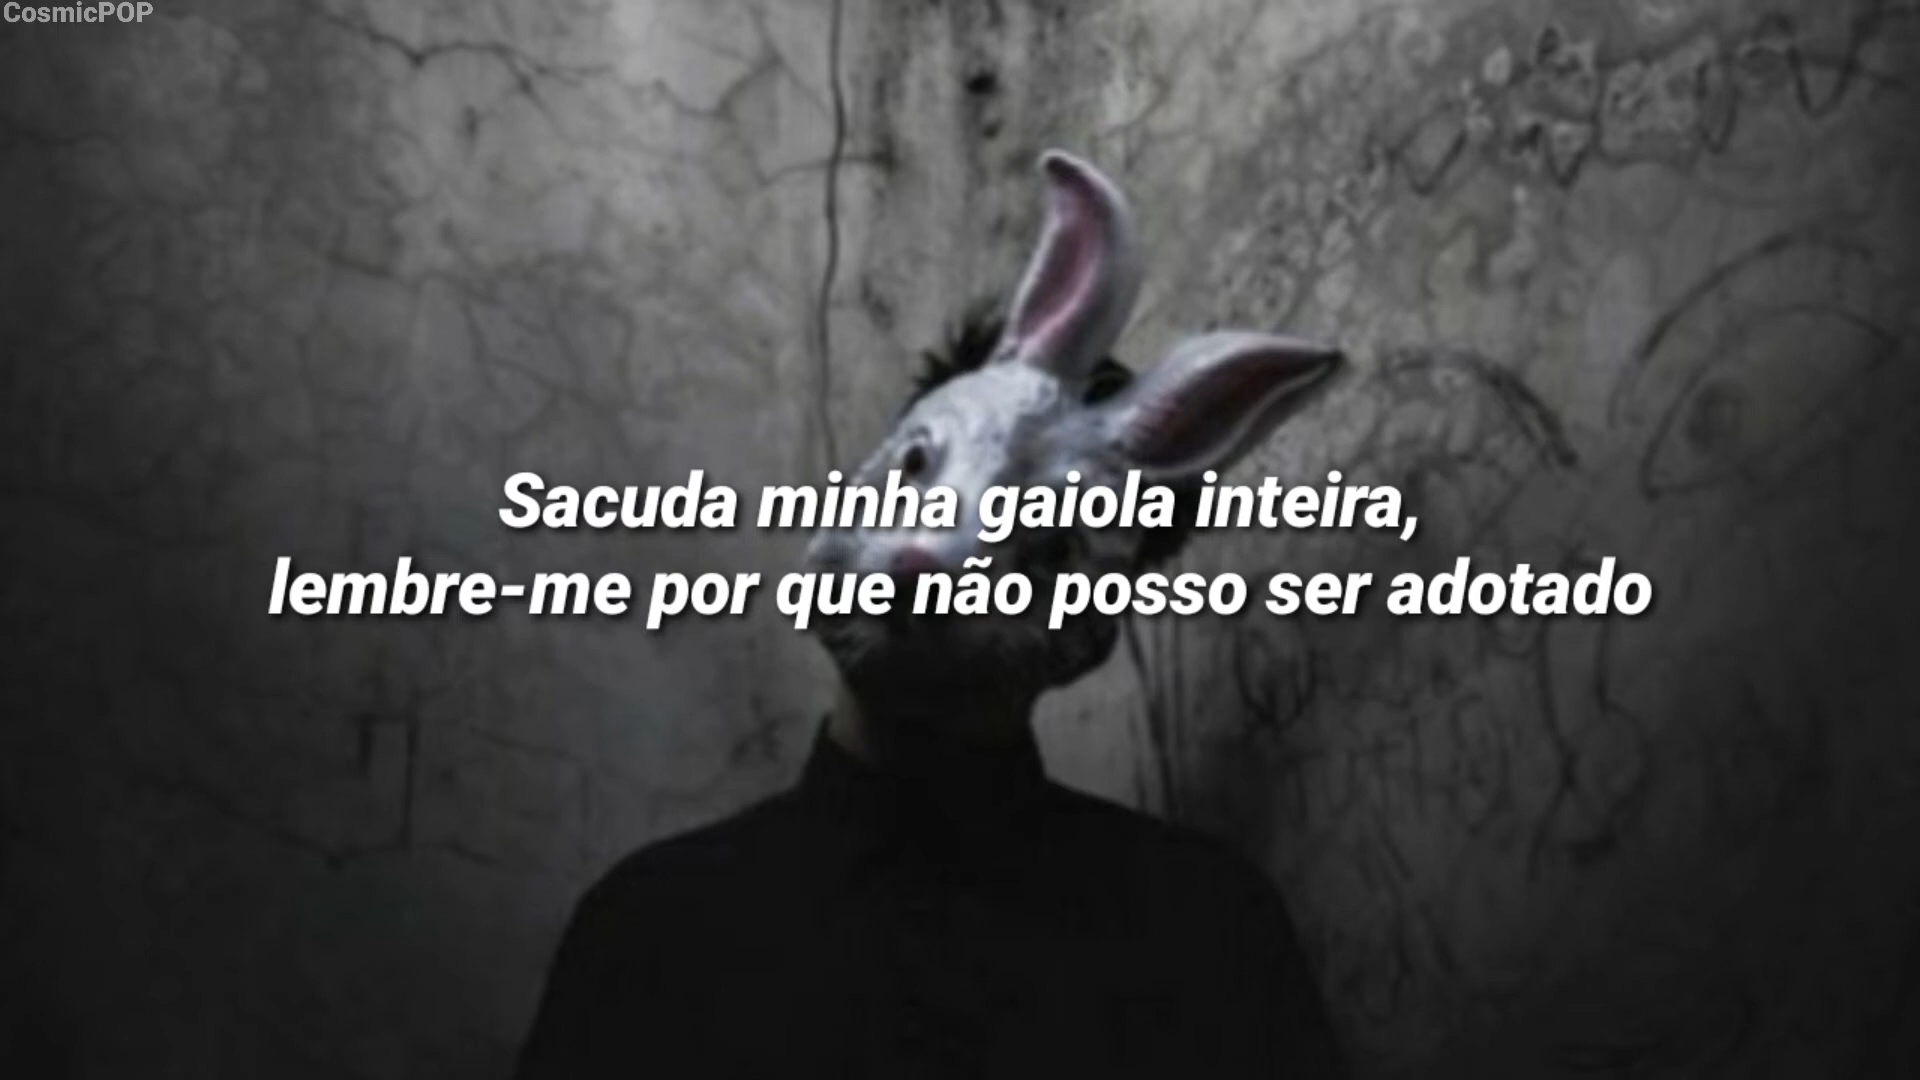 CosmicPOP
Sacuda minha gaiola inteira,
lembre-me por que não posso ser adotado